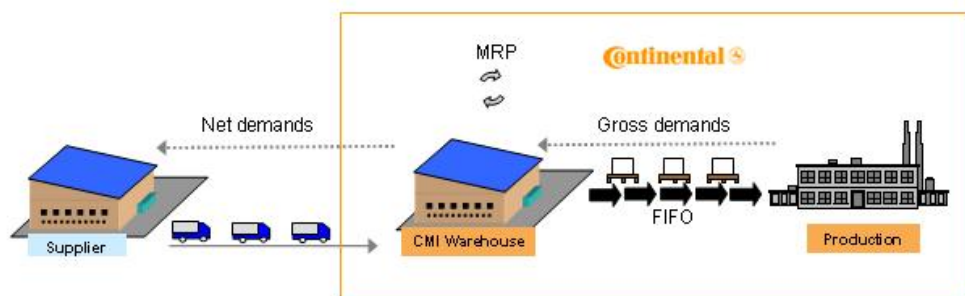 MRP
Continental
Net demands
Gross demands
FIFO
Supplier
CMI Warehouse
Production